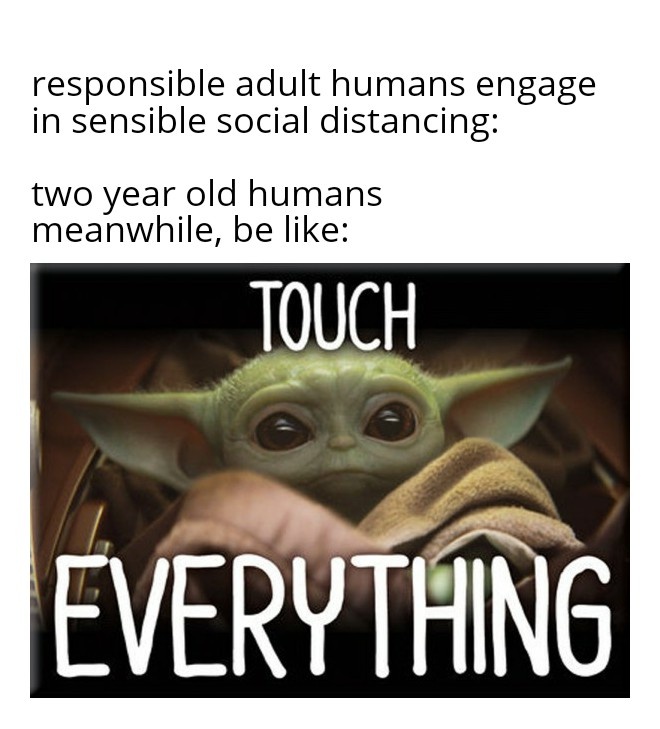 responsible adult humans engage
in sensible social distancing:
two year old humans
meanwhile, be like:
TOUCH
EVERYTHING